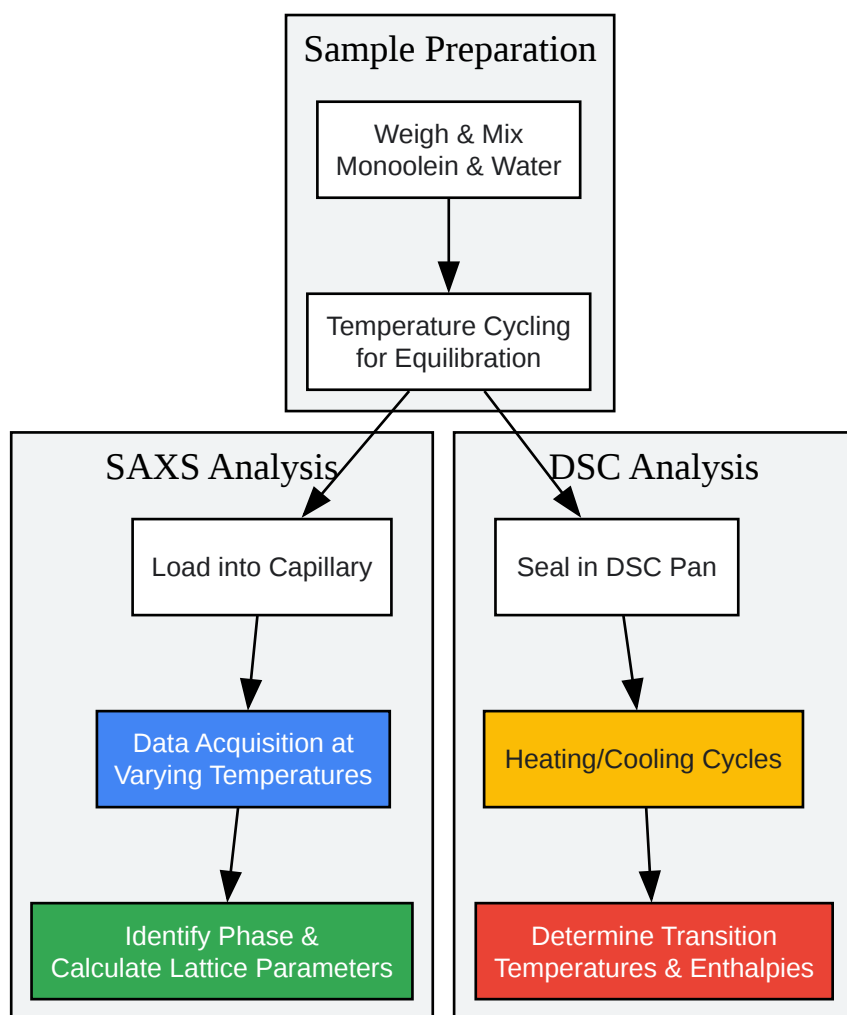 Sample Preparation
Weigh & Mix
Monoolein & Water
Temperature Cycling
for Equilibration
SAXS Analysis
Load into Capillary
Data Acquisition at
Varying Temperatures
Identify Phase &
Calculate Lattice Parameters
DSC Analysis
Seal in DSC Pan
Heating/Cooling Cycles
Determine Transition
Temperatures & Enthalpies